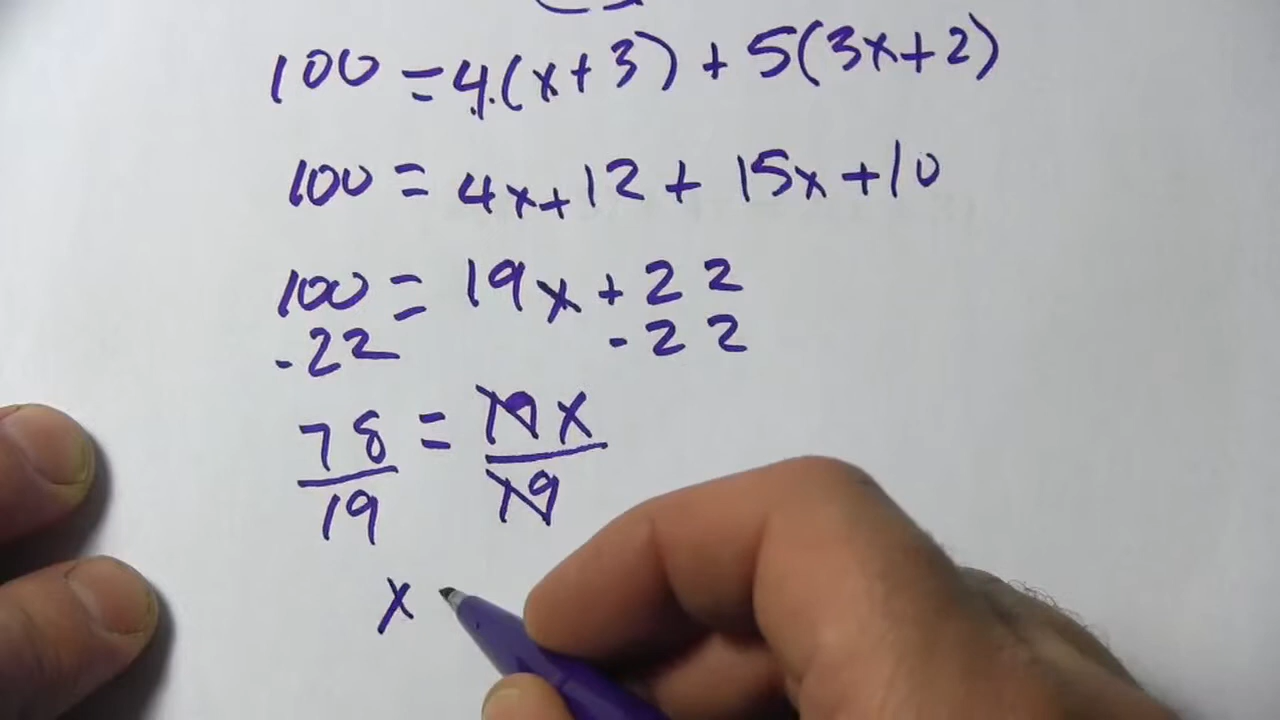 100 = 4.(x+3) + 5(3x+2)
100 = 4x+12 + 15x+10
100 = 19x + 22
-22 -22
78 = 19x
19 19
x